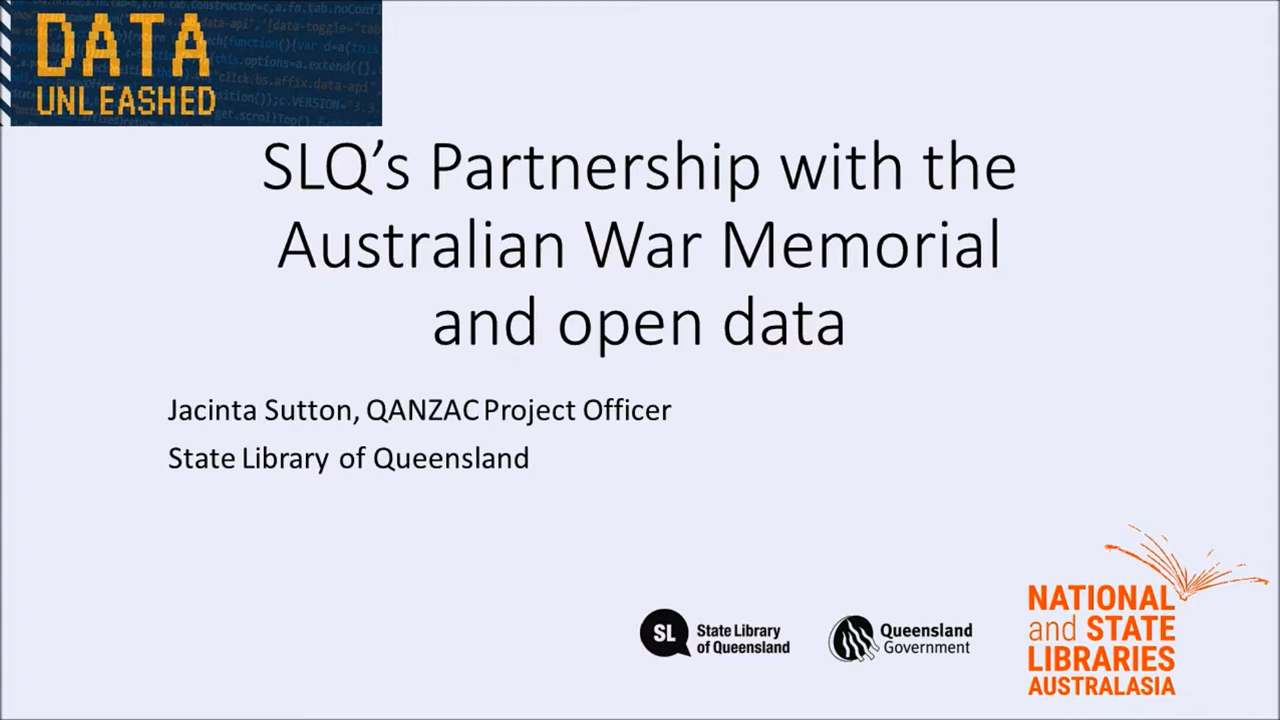 DATA
UNLEASHED
SLQ's Partnership with the
Australian War Memorial
and open data
Jacinta Sutton, QANZAC Project Officer
State Library of Queensland
SL
State Library
of Queensland
Queensland
Government
NATIONAL
and STATE
LIBRARIES
AUSTRALASIA